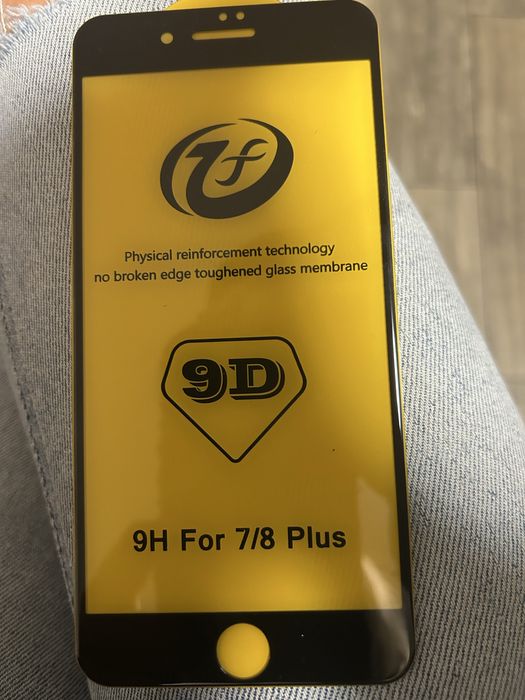 Physical reinforcement technology
no broken edge toughened glass membrane
9D
9H For 7/8 Plus